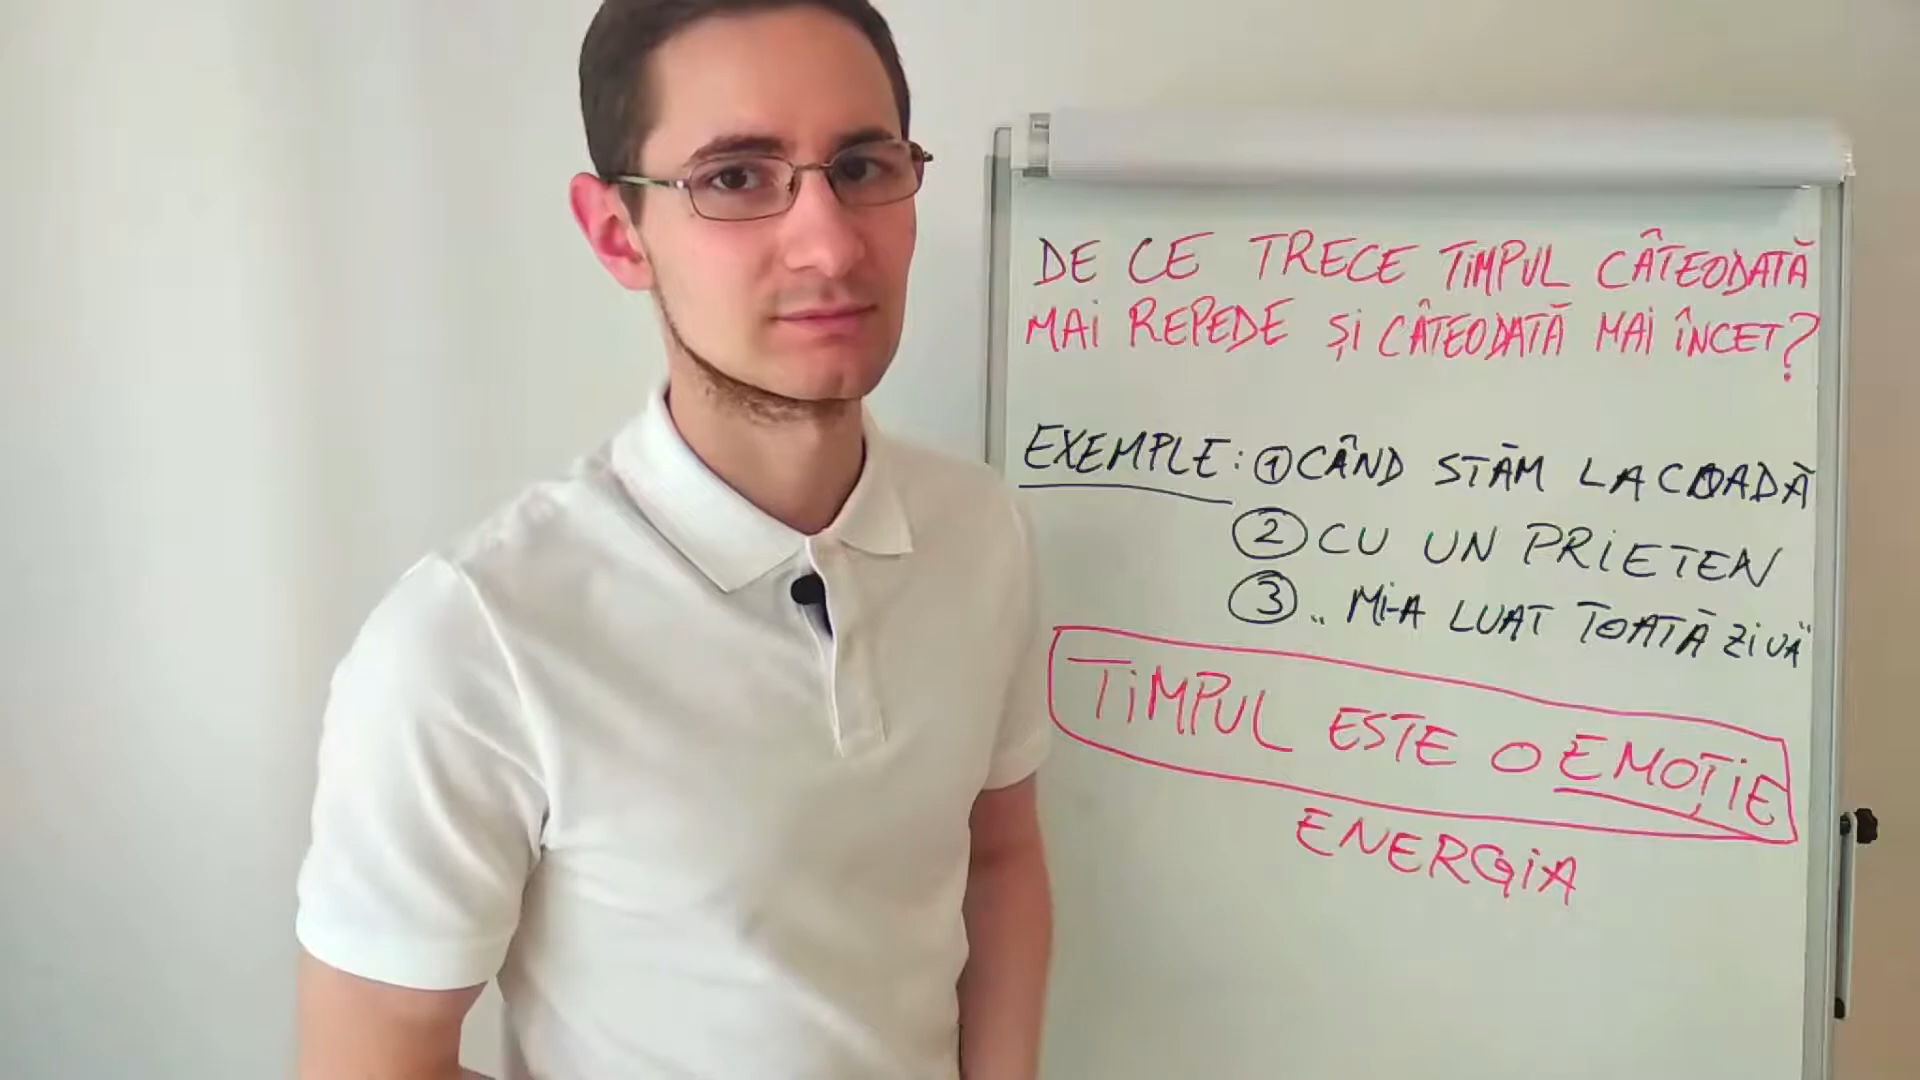 DE CE TRECE TIMPUL CÂTEODATĂ
MAI REPEDE ȘI CÂTEODATĂ MAI ÎNCET?
EXEMPLE: ① CÂND STĂM LA COADĂ
② CU UN PRIETEN
③ „MI-A LUAT TOATĂ ZIUA"
TIMPUL ESTE O EMOȚIE
ENERGIA